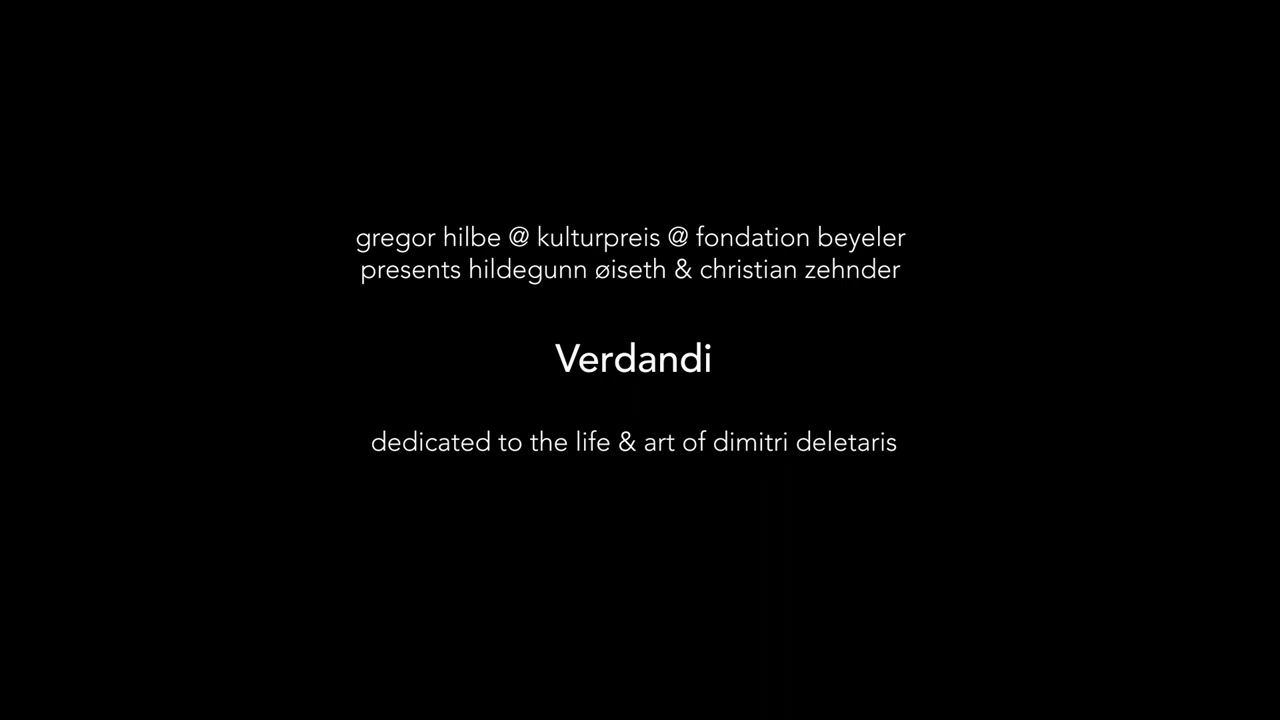 gregor hilbe @ kulturpreis @ fondation beyeler
presents hildegunn øiseth & christian zehnder
Verdandi
dedicated to the life & art of dimitri deletaris